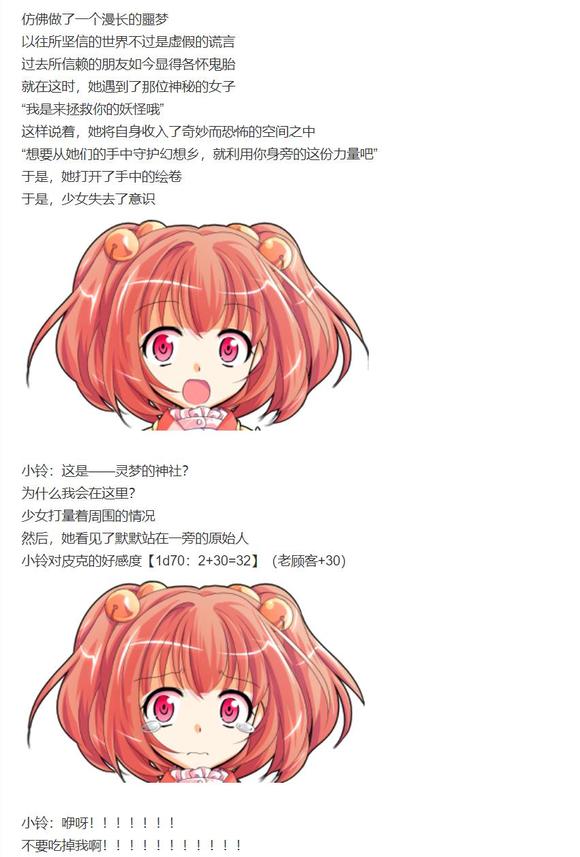 仿佛做了一个漫长的噩梦
以往所坚信的世界不过是虚假的谎言
过去所信赖的朋友如今显得各怀鬼胎
就在这时，她遇到了那位神秘的女子
“我是来拯救你的妖怪哦”
这样说着，她将自身收入了奇妙而恐怖的空间之中
“想要从她们的手中守护幻想乡，就利用你身旁的这份力量吧”
于是，她打开了手中的绘卷
于是，少女失去了意识
小铃：这是——灵梦的神社？
为什么我会在这里？
少女打量着周围的情况
然后，她看见了默默站在一旁的原始人
小铃对皮克的好感度【1d70：2+30=32】（老顾客+30）
小铃：咿呀！！！！！！！
不要吃掉我啊！！！！！！！！！！！